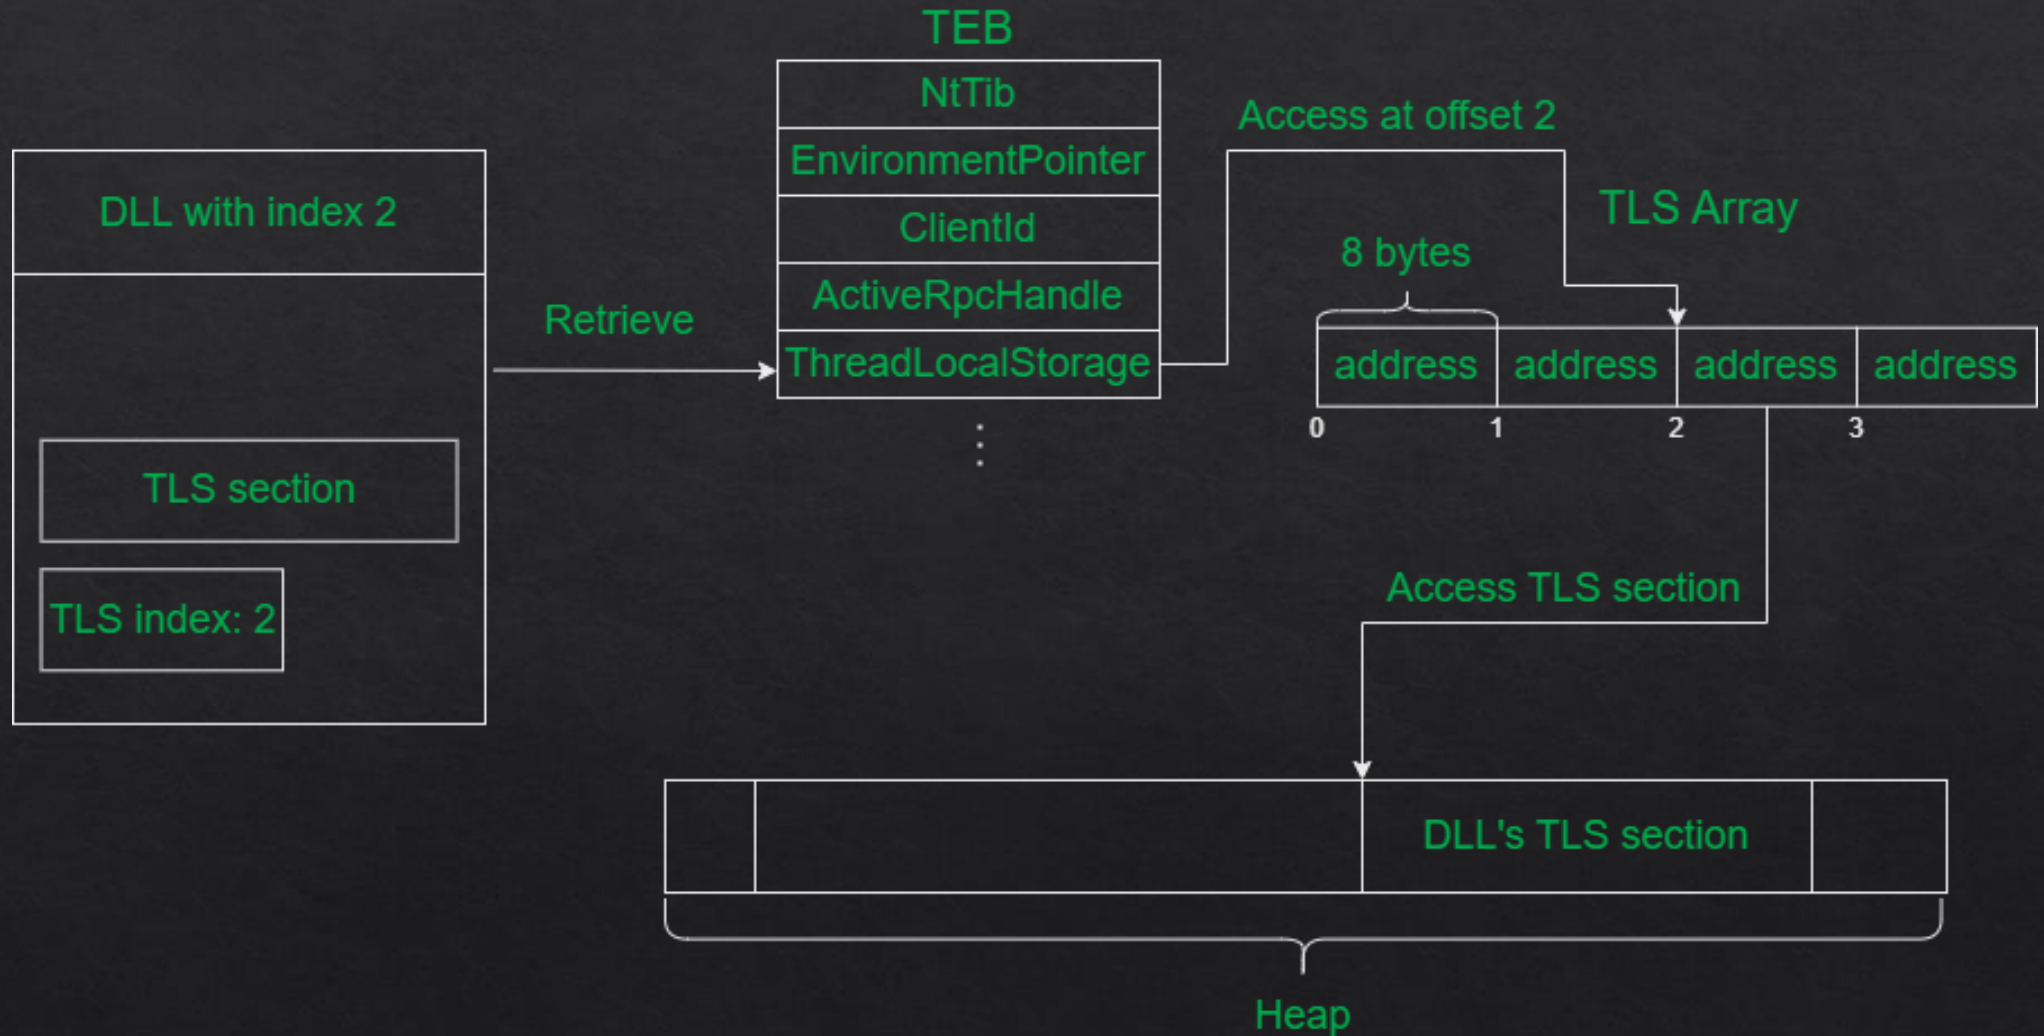 TEB
NtTib
EnvironmentPointer
ClientId
ActiveRpcHandle
ThreadLocalStorage
DLL with index 2
TLS section
TLS index: 2
Retrieve
Access at offset 2
TLS Array
8 bytes
address address address address
0 1 2 3
Access TLS section
DLL's TLS section
Heap